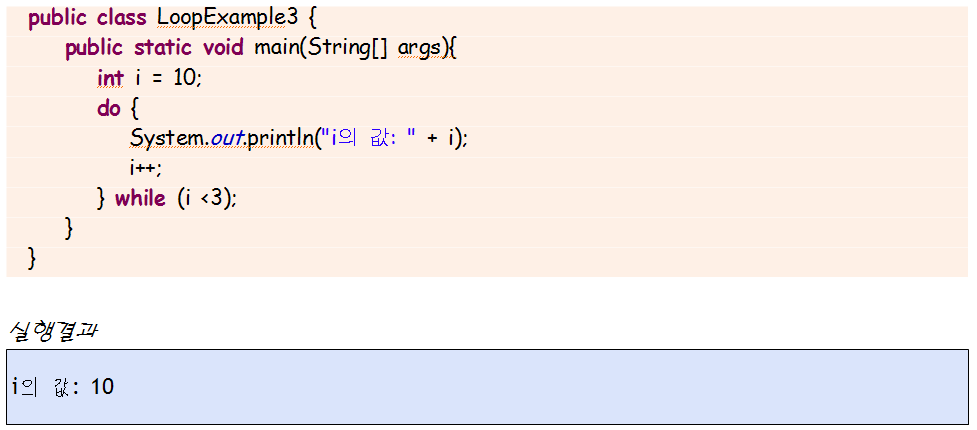 public class LoopExample3 {
public static void main(String[] args){
int i = 10;
do {
System.out.println("i의 값: " + i);
i++;
} while (i <3);
}
}
실행결과
i의 값: 10